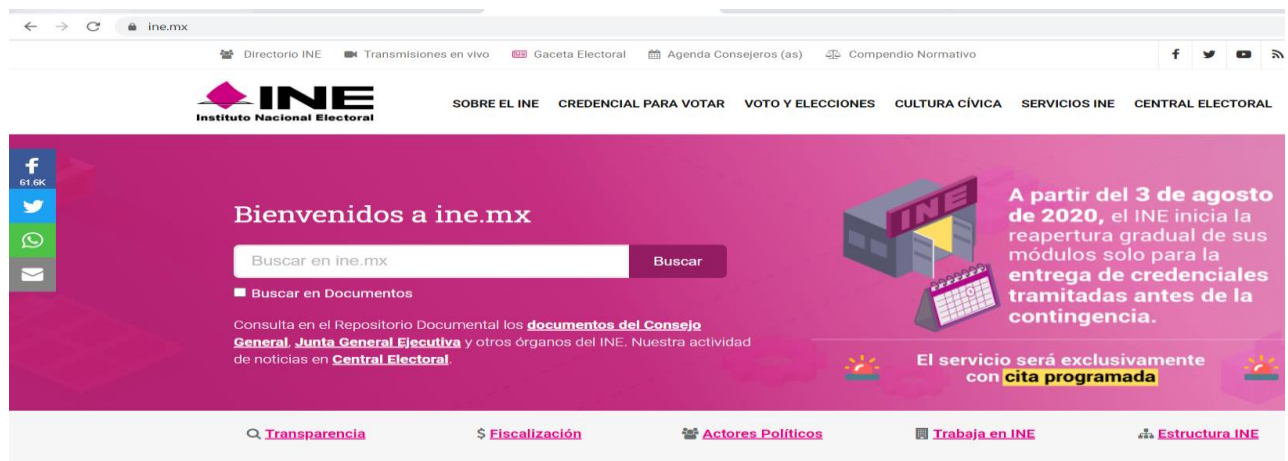 ine.mx
Directorio INE Transmisiones en vivo Gaceta Electoral Agenda Consejeros (as) Compendio Normativo
INE
Instituto Nacional Electoral
SOBRE EL INE CREDENCIAL PARA VOTAR VOTO Y ELECCIONES CULTURA CÍVICA SERVICIOS INE CENTRAL ELECTORAL
61.6K
Bienvenidos a ine.mx
Buscar en ine.mx Buscar
Buscar en Documentos
Consulta en el Repositorio Documental los documentos del Consejo
General, Junta General Ejecutiva y otros órganos del INE. Nuestra actividad
de noticias en Central Electoral.
INE
A partir del 3 de agosto
de 2020, el INE inicia la
reapertura gradual de sus
módulos solo para la
entrega de credenciales
tramitadas antes de la
contingencia.
El servicio será exclusivamente
con cita programada
Transparencia $ Fiscalización Actores Políticos Trabaja en INE Estructura INE